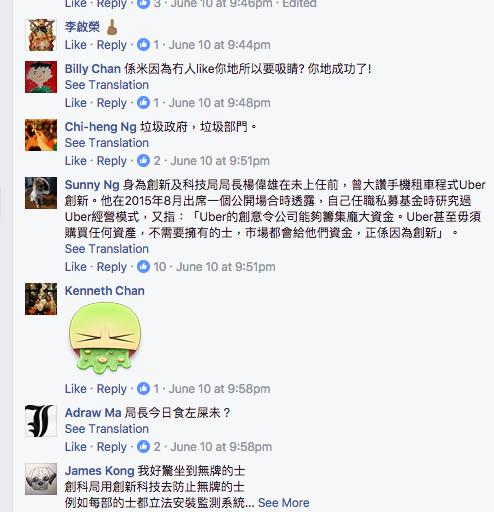 Like · Reply · 3 · June 10 at 9:46pm · Edited
李啟榮 🖕🏽
Like · Reply · 1 · June 10 at 9:44pm
Billy Chan 係米因為冇人like你地所以要吸睛? 你地成功了!
See Translation
Like · Reply · 1 · June 10 at 9:48pm
Chi-heng Ng 垃圾政府，垃圾部門。
See Translation
Like · Reply · 2 · June 10 at 9:51pm
Sunny Ng 身為創新及科技局局長楊偉雄在未上任前，曾大讚手機租車程式Uber
創新。他在2015年8月出席一個公開場合時透露，自己任職私募基金時研究過
Uber經營模式，又指：「Uber的創意令公司能夠籌集龐大資金。Uber甚至毋須
購買任何資產，不需要擁有的士，市場都會給他們資金，正係因為創新」。
See Translation
Like · Reply · 10 · June 10 at 9:51pm
Kenneth Chan
Like · Reply · 1 · June 10 at 9:58pm
Adraw Ma 局長今日食左屎未？
See Translation
Like · Reply · 2 · June 10 at 9:58pm
James Kong 我好驚坐到無牌的士
創科局用創新科技去防止無牌的士
例如每部的士都立法安裝監測系統... See More